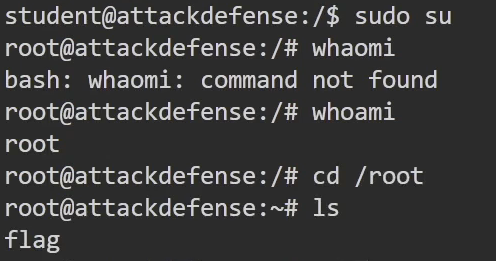 student@attackdefense:/$ sudo su
root@attackdefense:/# whaomi
bash: whaomi: command not found
root@attackdefense:/# whoami
root
root@attackdefense:/# cd /root
root@attackdefense:~# ls
flag